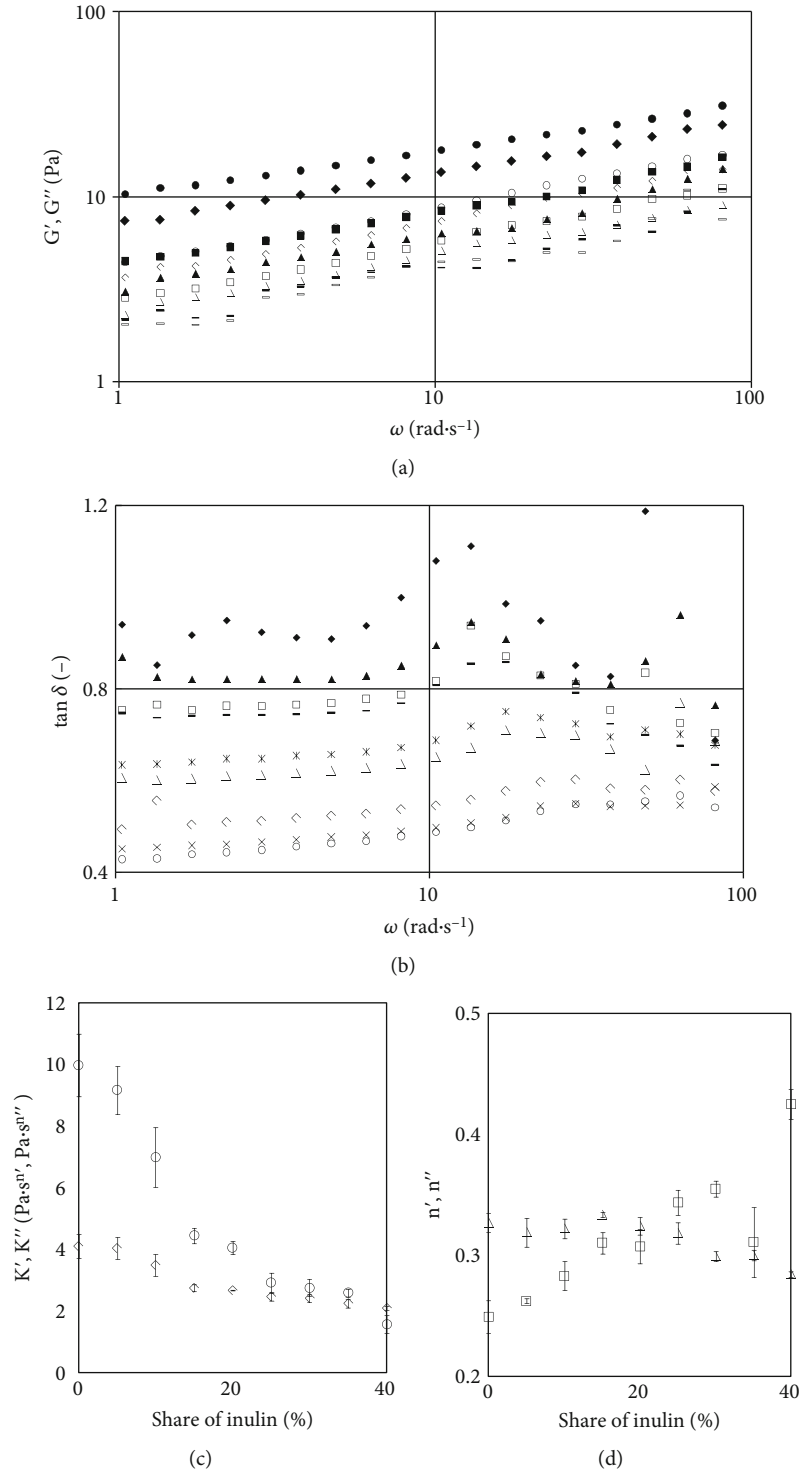 100
10
1
G′, G″ (Pa)
1
10
100
ω (rad·s⁻¹)
(a)
1.2
0.8
0.4
tan δ (−)
1
10
100
ω (rad·s⁻¹)
(b)
12
10
8
6
4
2
0
K′, K″ (Pa·sⁿ′, Pa·sⁿ″)
0
20
40
Share of inulin (%)
(c)
0.5
0.4
0.3
0.2
n′, n″
0
10
20
30
40
Share of inulin (%)
(d)